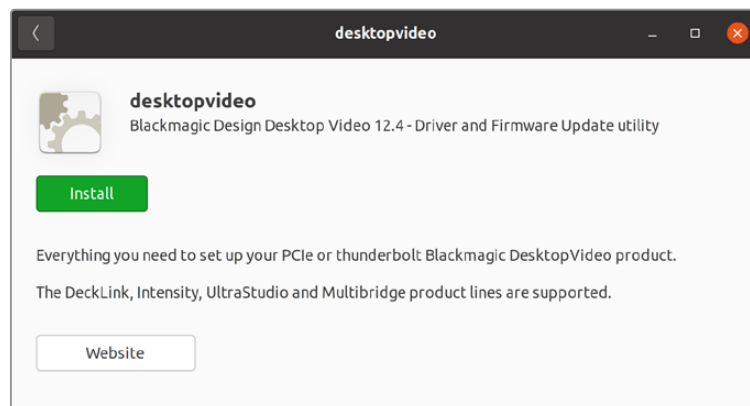 desktopvideo
desktopvideo
Blackmagic Design Desktop Video 12.4 - Driver and Firmware Update utility
Install
Everything you need to set up your PCIe or thunderbolt Blackmagic DesktopVideo product.
The DeckLink, Intensity, UltraStudio and Multibridge product lines are supported.
Website